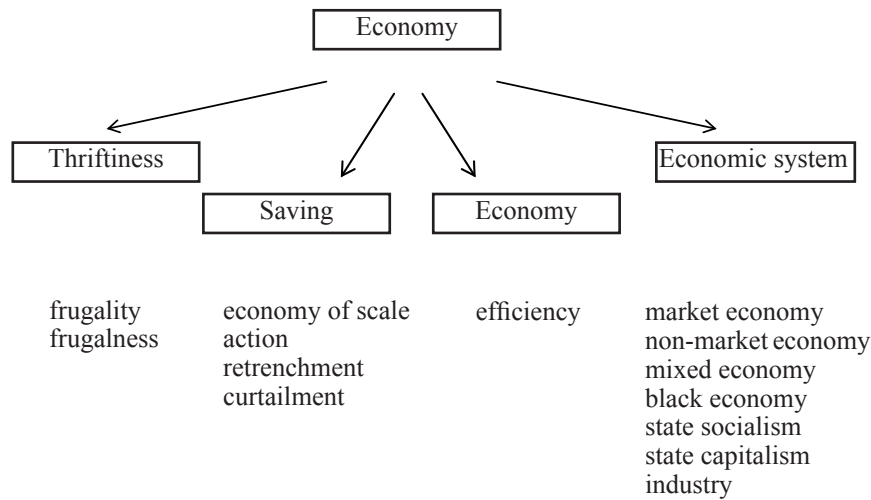 Economy
Thriftiness
Economic system
Saving
Economy
frugality
frugalness
economy of scale
action
retrenchment
curtailment
efficiency
market economy
non-market economy
mixed economy
black economy
state socialism
state capitalism
industry